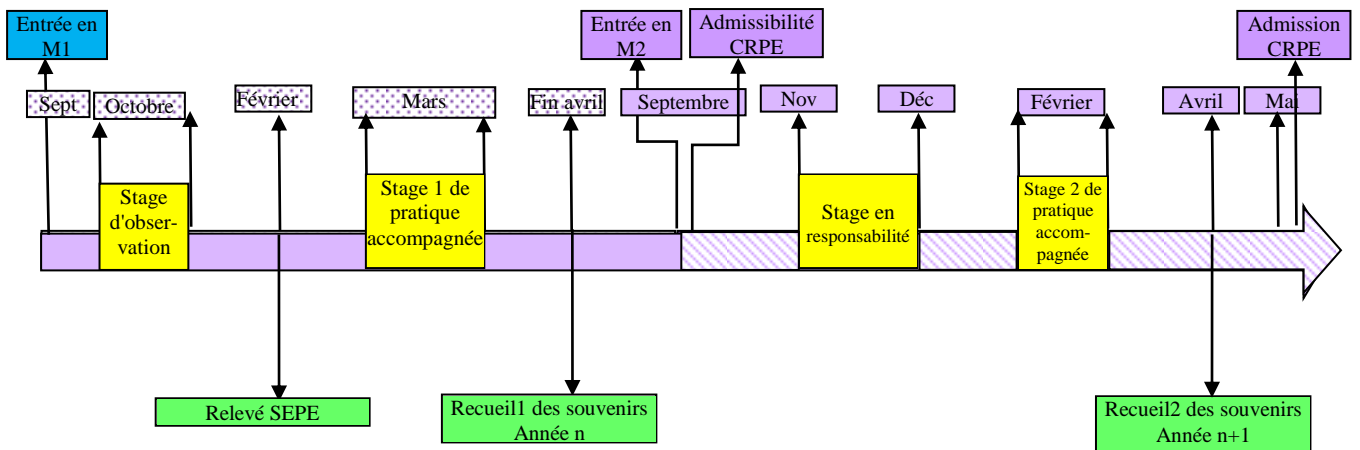 Entrée en
M1
Entrée en
M2
Admissibilité
CRPE
Admission
CRPE
Sept
Octobre
Février
Mars
Fin avril
Septembre
Nov
Déc
Février
Avril
Mai
Stage
d'obser-
vation
Stage 1 de
pratique
accompagnée
Stage en
responsabilité
Stage 2 de
pratique
accom-
pagnée
Relevé SEPE
Recueil1 des souvenirs
Année n
Recueil2 des souvenirs
Année n+1